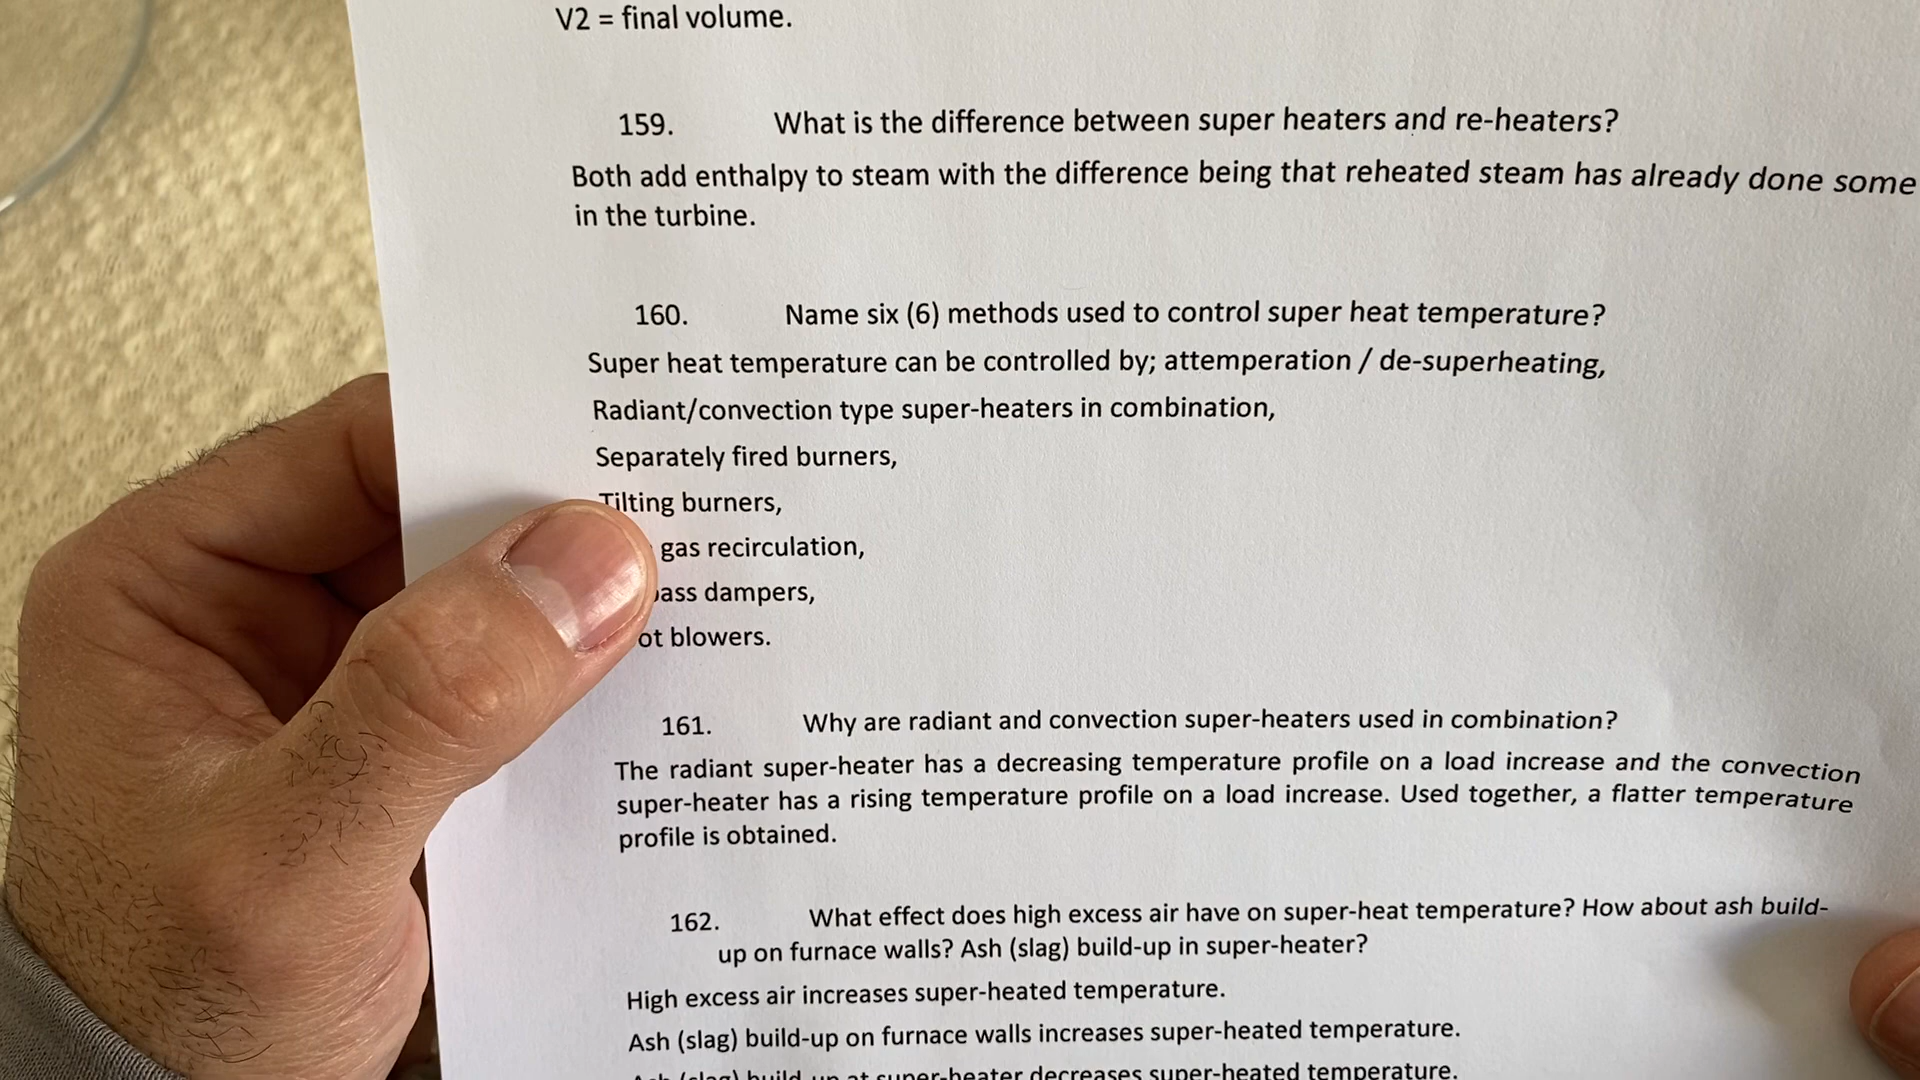 V2 = final volume.
159. What is the difference between super heaters and re-heaters?
Both add enthalpy to steam with the difference being that reheated steam has already done some
in the turbine.
160. Name six (6) methods used to control super heat temperature?
Super heat temperature can be controlled by; attemperation / de-superheating,
Radiant/convection type super-heaters in combination,
Separately fired burners,
Tilting burners,
gas recirculation,
dampers,
blowers.
161. Why are radiant and convection super-heaters used in combination?
The radiant super-heater has a decreasing temperature profile on a load increase and the convection
super-heater has a rising temperature profile on a load increase. Used together, a flatter temperature
profile is obtained.
162. What effect does high excess air have on super-heat temperature? How about ash build-
up on furnace walls? Ash (slag) build-up in super-heater?
High excess air increases super-heated temperature.
Ash (slag) build-up on furnace walls increases super-heated temperature.
Ash (slag) build-up at super-heater decreases super-heated temperature.